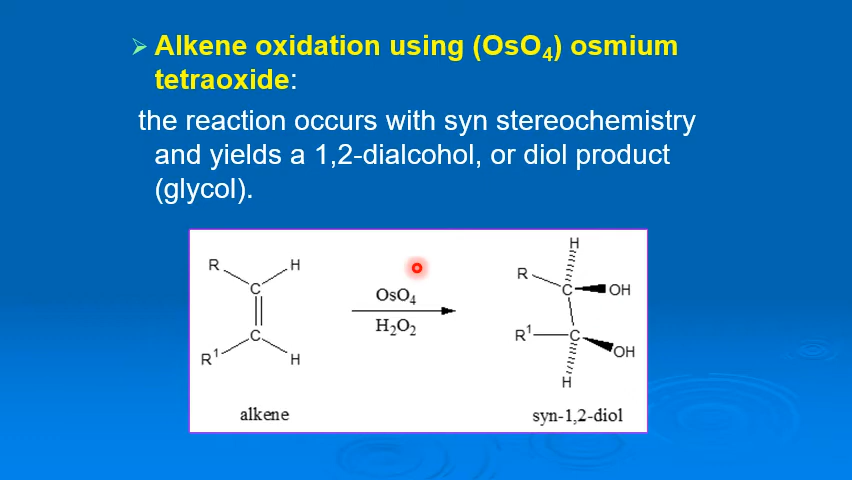 Alkene oxidation using (OsO4) osmium
tetraoxide:
the reaction occurs with syn stereochemistry
and yields a 1,2-dialcohol, or diol product
(glycol).
R H
C
C
R1 H
alkene
OsO4
H2O2
H
R
C OH
R1 C
OH
H
syn-1,2-diol